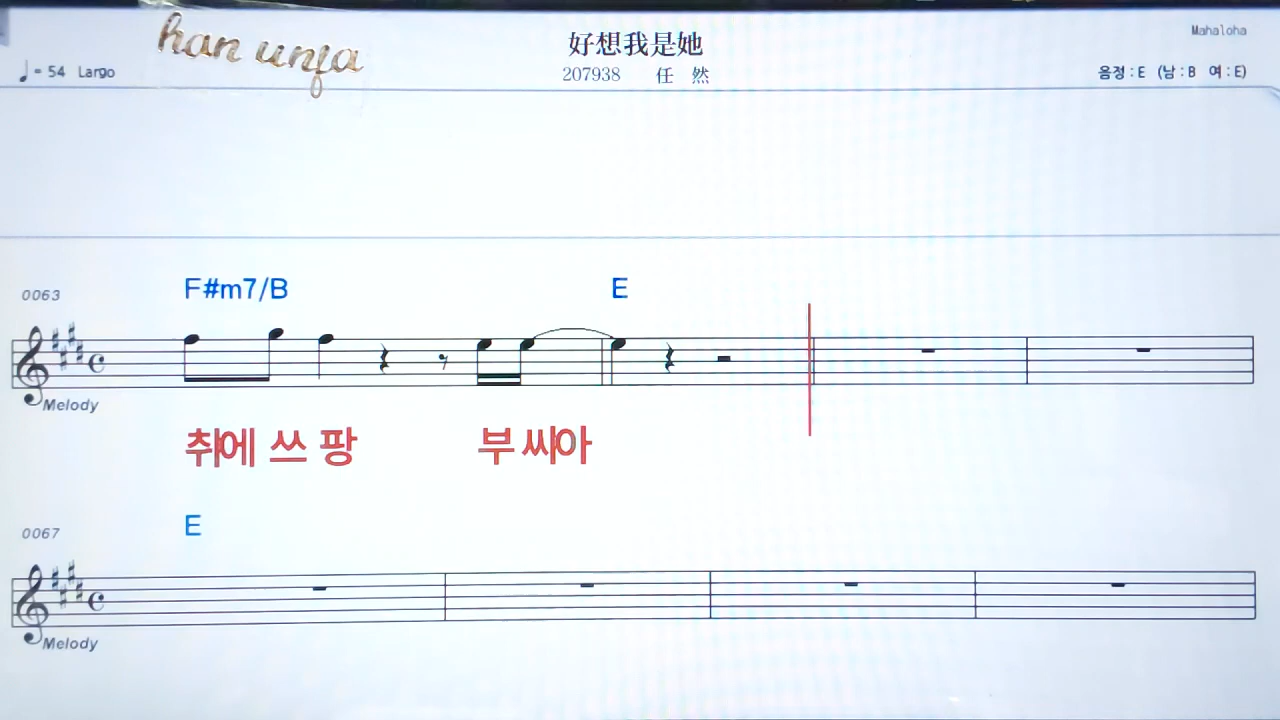 han unja
好想我是她
Mahaloha
♩= 54 Largo
207938 任 然
음정 : E (남 : B 여 : E)
0063
F#m7/B E
Melody
취에 쓰 팡 부 쌰아
0067
E
Melody